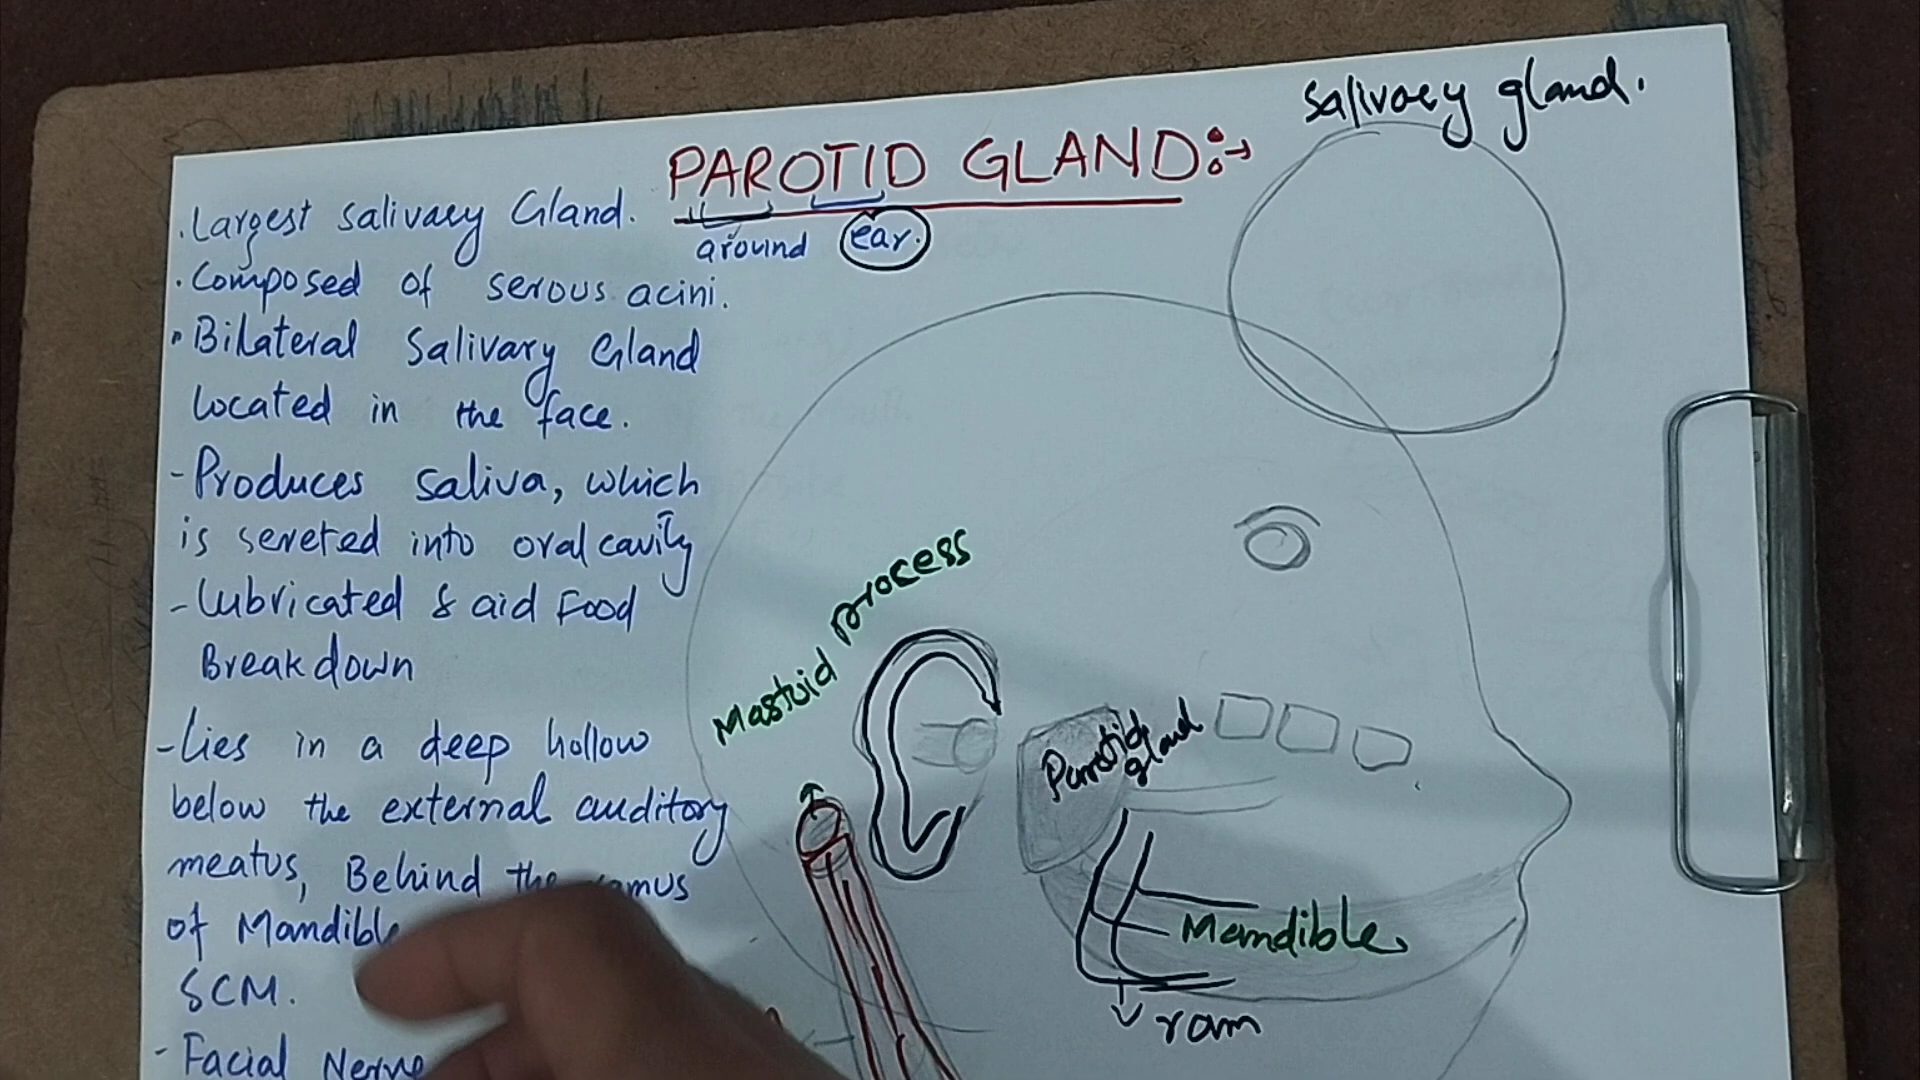 Salivary gland.
PAROTID GLAND:→
around ear.
. Largest Salivary Gland.
. Composed of serous acini.
• Bilateral Salivary Gland
located in the face.
- Produces saliva, which
is sereted into oral cavity
- Lubricated & aid Food
Breakdown
- Lies in a deep hollow
below the external auditory
meatus, Behind the
of Mandible
SCM.
- Facial Nerve
Mastoid process
Parotid
gland
Mandible
ram